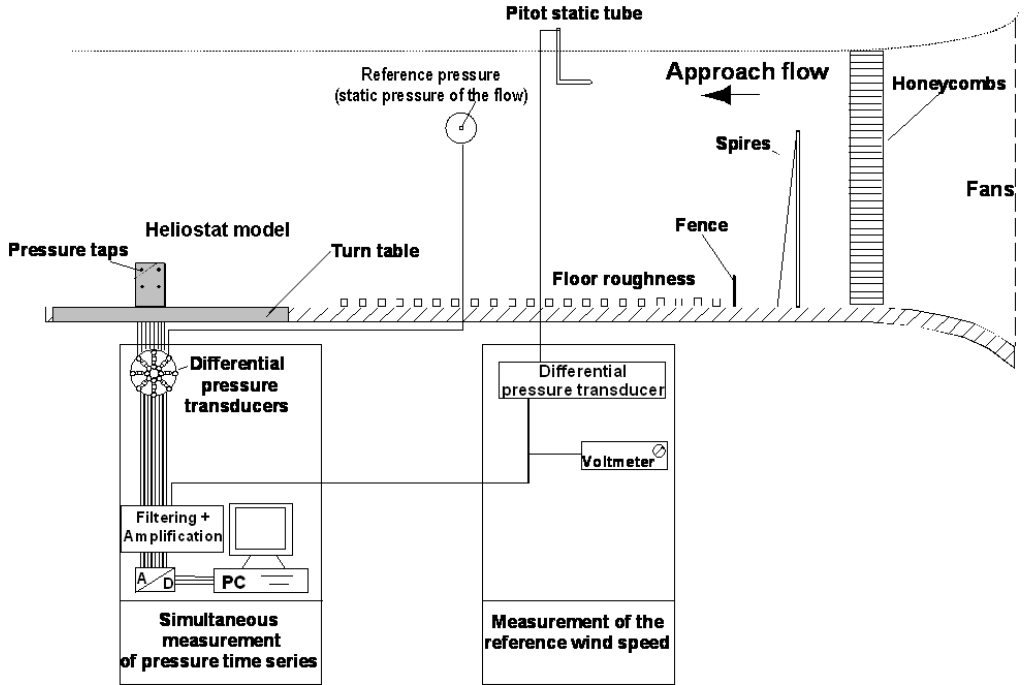 Pitot static tube
Reference pressure
(static pressure of the flow)
Approach flow
Honeycombs
Spires
Fans
Fence
Heliostat model
Pressure taps
Turn table
Floor roughness
Differential
pressure
transducers
Differential
pressure transducer
Voltmeter
Filtering +
Amplification
A
D
PC
Simultaneous
measurement
of pressure time series
Measurement of the
reference wind speed